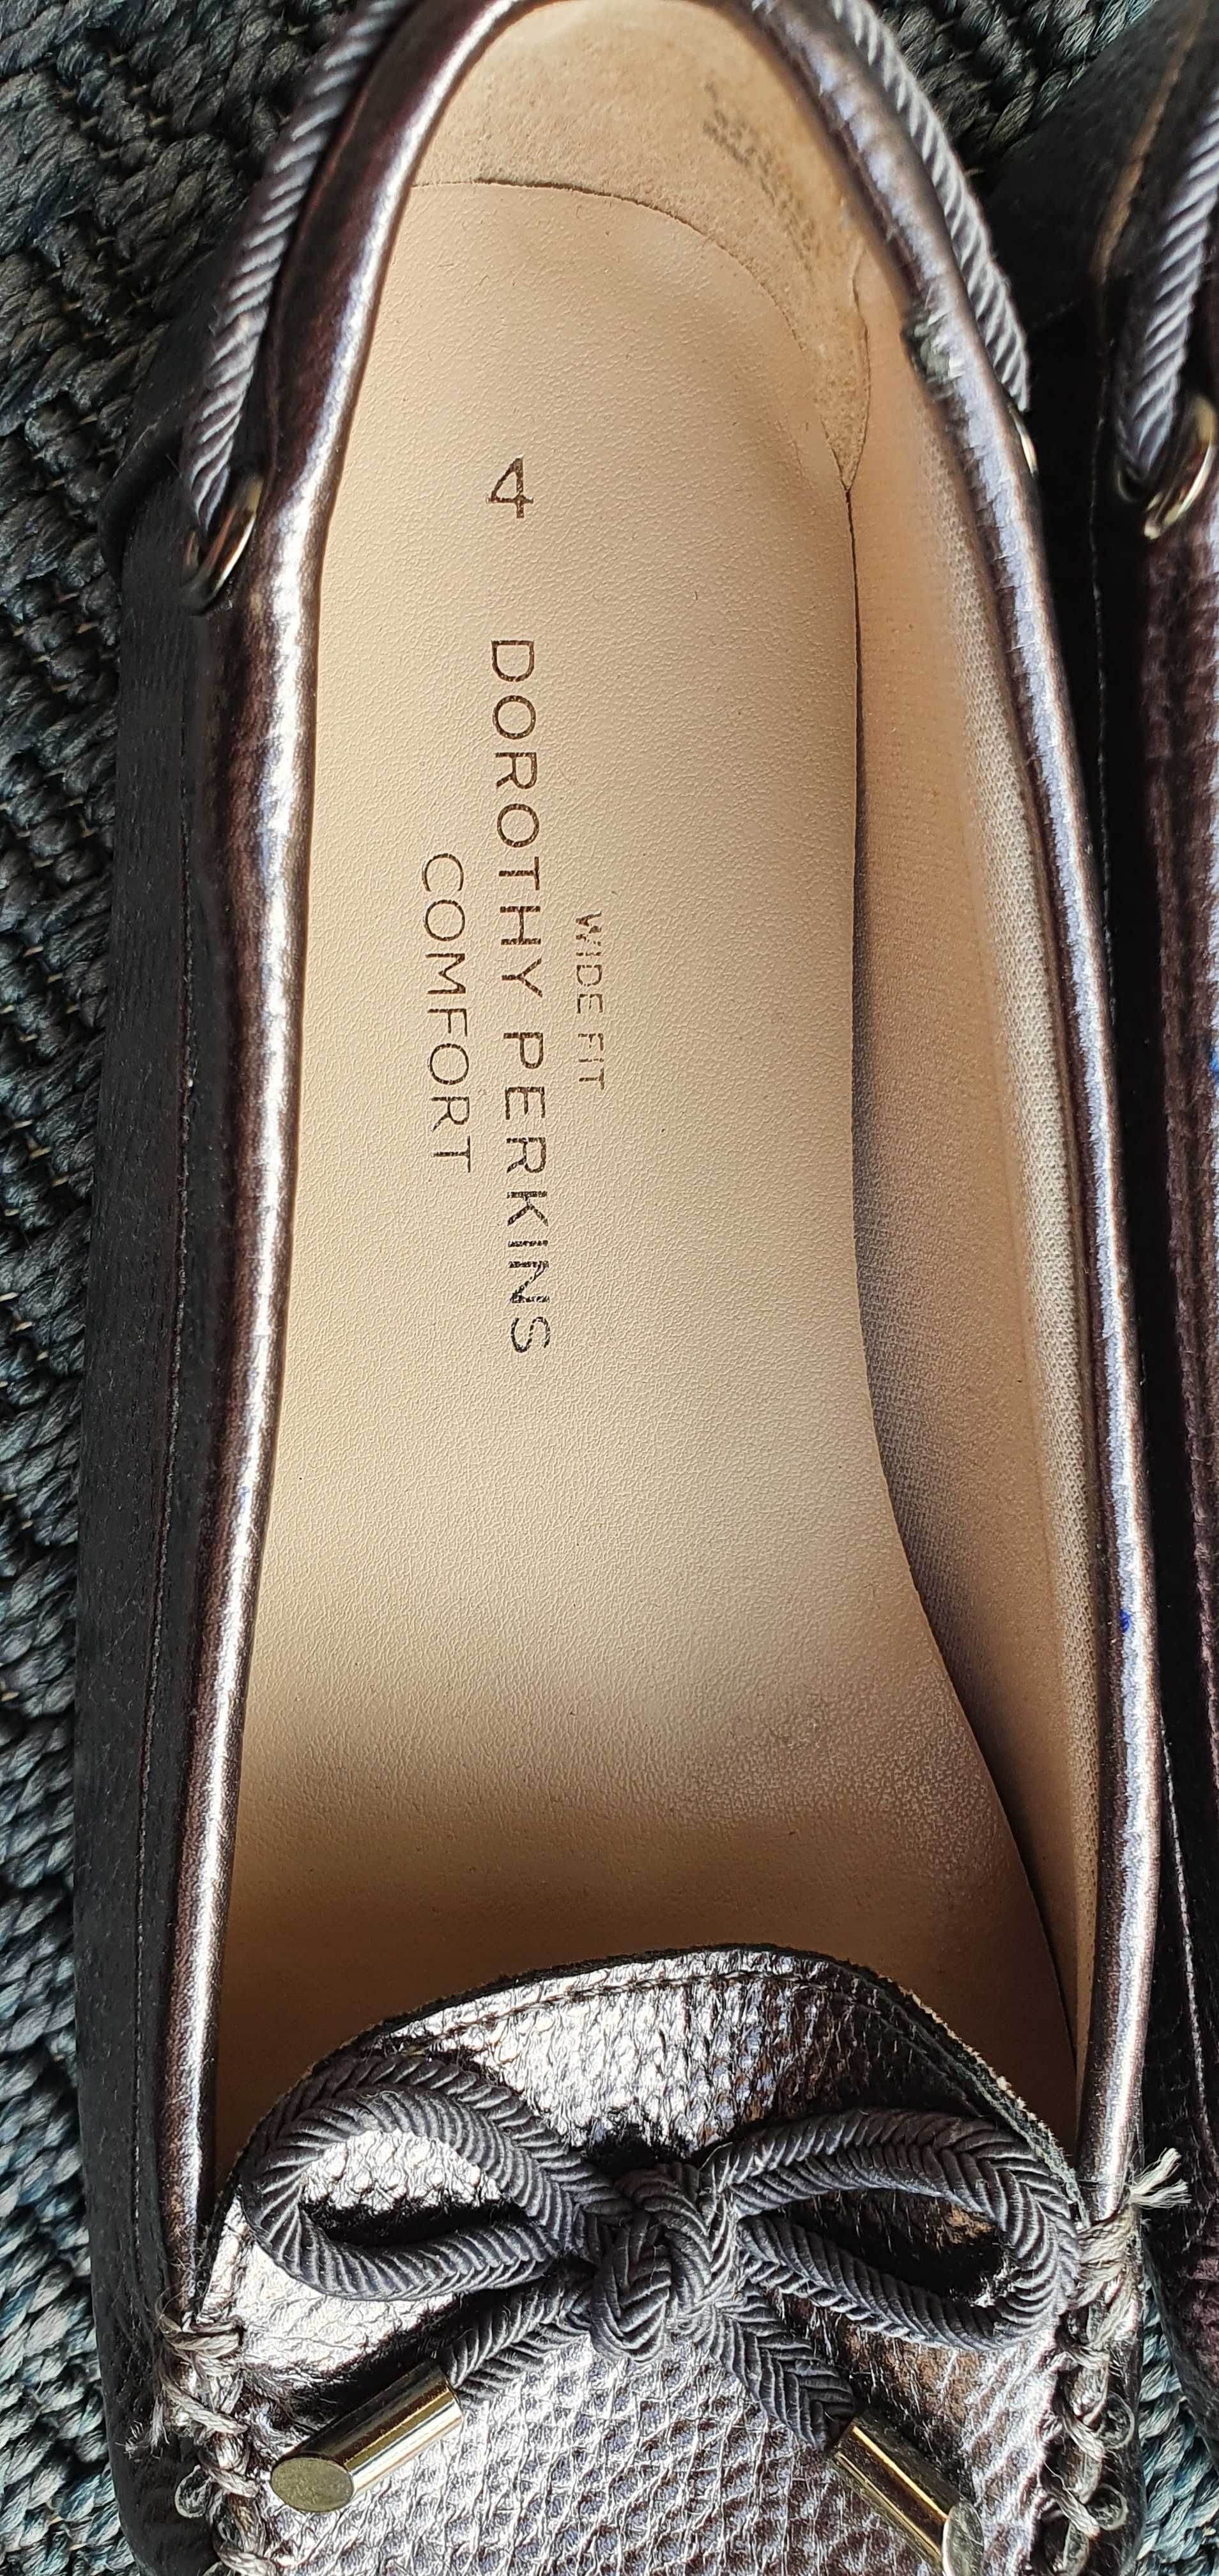 WIDE FIT
4 DOROTHY PERKINS
COMFORT